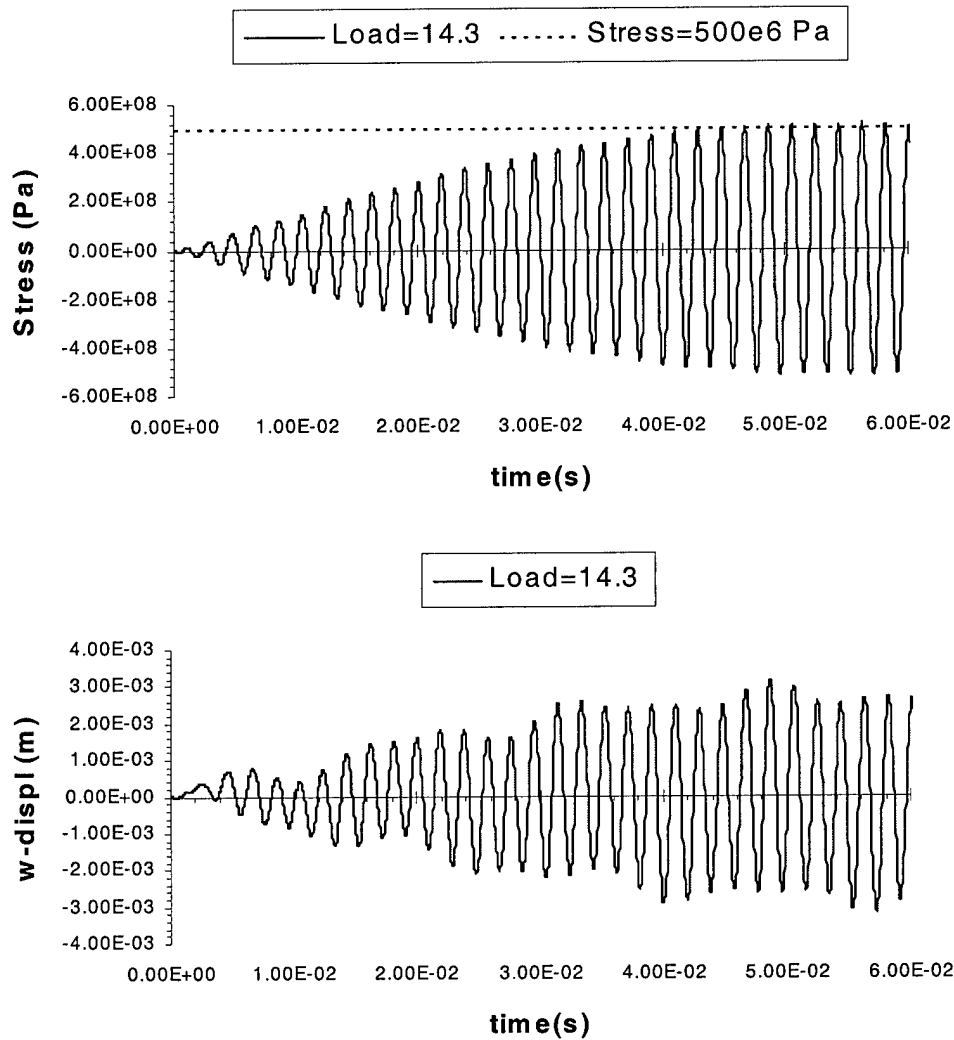 Load=14.3 Stress=500e6 Pa
6.00E+08
4.00E+08
2.00E+08
0.00E+00
-2.00E+08
-4.00E+08
-6.00E+08
Stress (Pa)
0.00E+00 1.00E-02 2.00E-02 3.00E-02 4.00E-02 5.00E-02 6.00E-02
time(s)
Load=14.3
4.00E-03
3.00E-03
2.00E-03
1.00E-03
0.00E+00
-1.00E-03
-2.00E-03
-3.00E-03
-4.00E-03
w-displ (m)
0.00E+00 1.00E-02 2.00E-02 3.00E-02 4.00E-02 5.00E-02 6.00E-02
time(s)